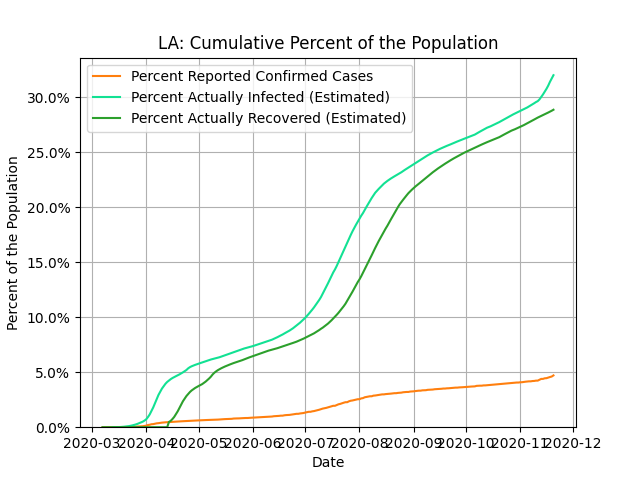 LA: Cumulative Percent of the Population
Percent Reported Confirmed Cases
Percent Actually Infected (Estimated)
Percent Actually Recovered (Estimated)
Percent of the Population
30.0%
25.0%
20.0%
15.0%
10.0%
5.0%
0.0%
2020-03 2020-04 2020-05 2020-06 2020-07 2020-08 2020-09 2020-10 2020-11 2020-12
Date